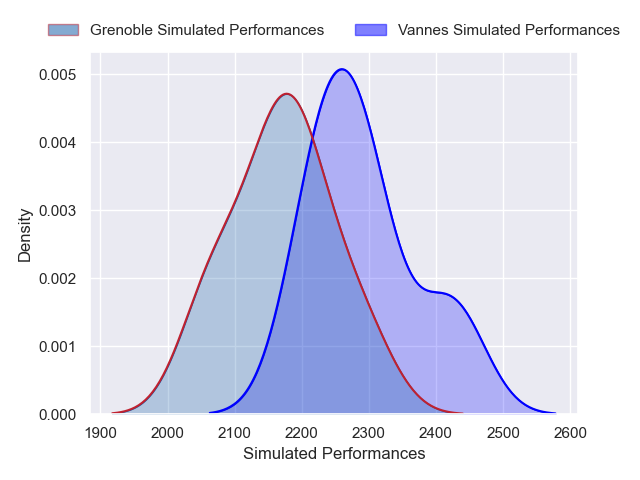 Grenoble Simulated Performances Vannes Simulated Performances
0.005
0.004
0.003
0.002
0.001
0.000
Density
1900 2000 2100 2200 2300 2400 2500 2600
Simulated Performances